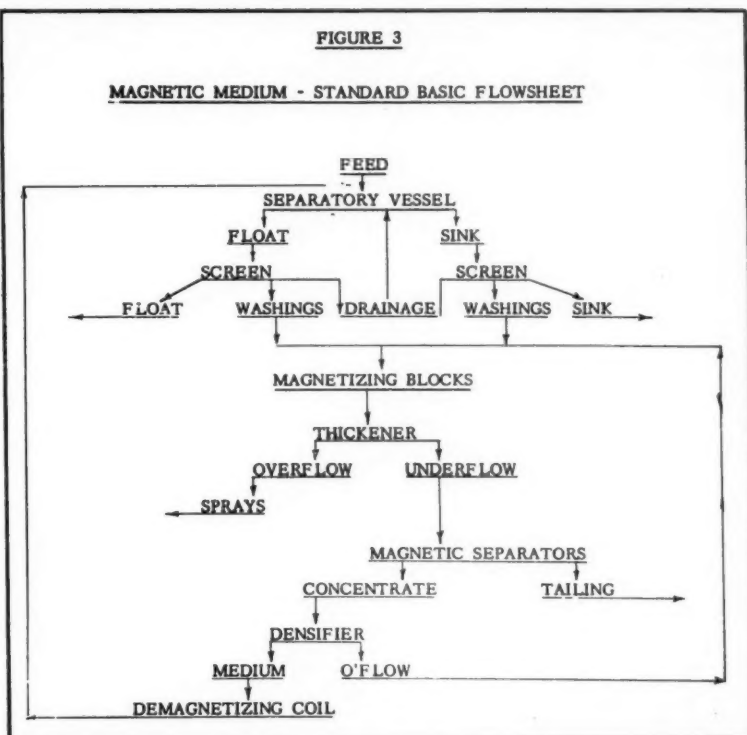 FIGURE 3
MAGNETIC MEDIUM - STANDARD BASIC FLOWSHEET
FEED
SEPARATORY VESSEL
FLOAT SINK
SCREEN SCREEN
FLOAT WASHINGS DRAINAGE WASHINGS SINK
MAGNETIZING BLOCKS
THICKENER
OVERFLOW UNDERFLOW
SPRAYS
MAGNETIC SEPARATORS
CONCENTRATE TAILING
DENSIFIER
MEDIUM O'FLOW
DEMAGNETIZING COIL